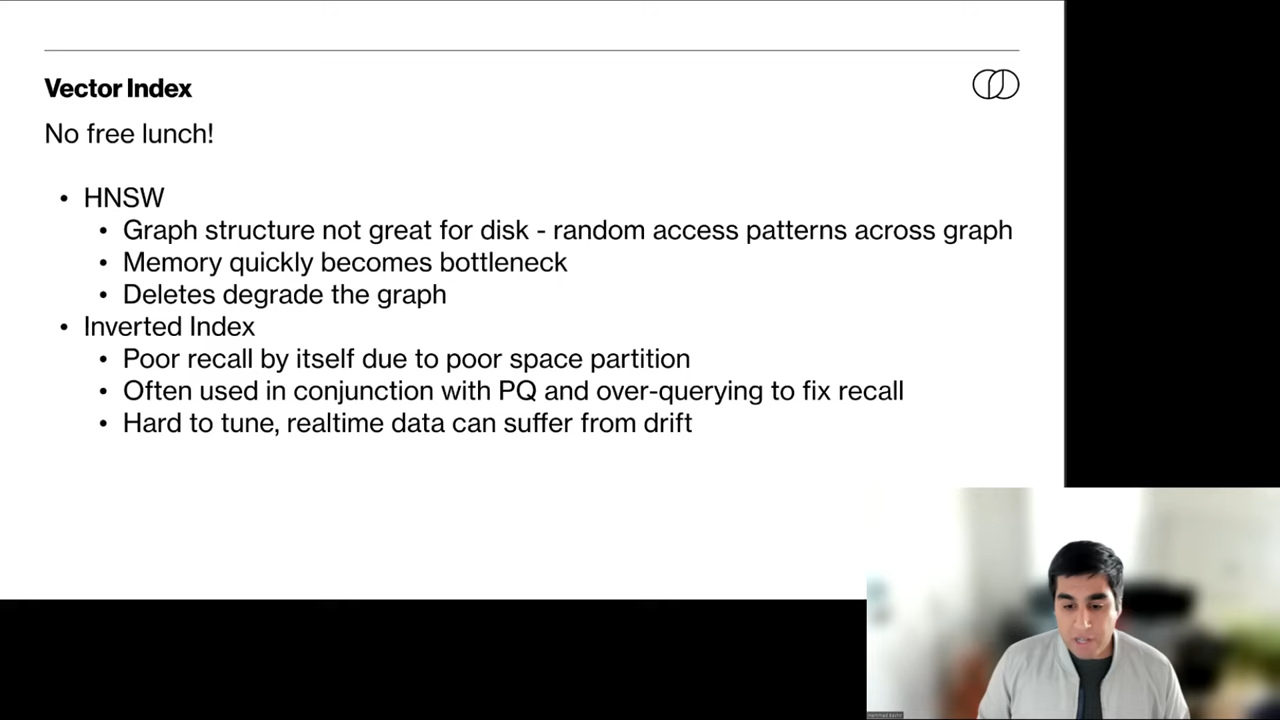 Vector Index
No free lunch!
• HNSW
• Graph structure not great for disk - random access patterns across graph
• Memory quickly becomes bottleneck
• Deletes degrade the graph
• Inverted Index
• Poor recall by itself due to poor space partition
• Often used in conjunction with PQ and over-querying to fix recall
• Hard to tune, realtime data can suffer from drift